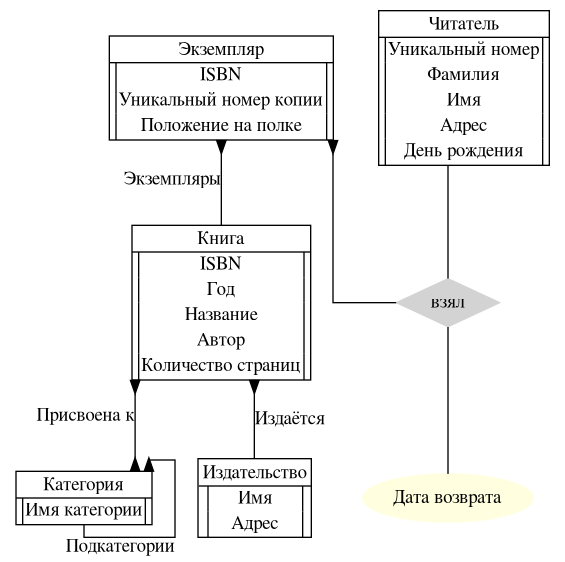 Читатель
Уникальный номер
Фамилия
Имя
Адрес
День рождения
Экземпляр
ISBN
Уникальный номер копии
Положение на полке
Экземпляры
Книга
ISBN
Год
Название
Автор
Количество страниц
взял
Присвоена к
Издаётся
Категория
Имя категории
Подкатегории
Издательство
Имя
Адрес
Дата возврата